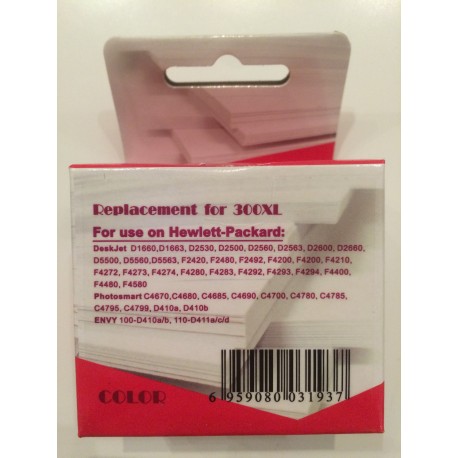 Replacement for 300XL
For use on Hewlett-Packard:
DeskJet D1660,D1663, D2530, D2500, D2560, D2563, D2600, D2660,
D5500, D5560,D5563, F2420, F2480, D2492, F4200, F4200, F4210,
F4272, F4273, F4274, F4280, F4283, F4292, F4293, F4294, F4400,
F4480, F4580
Photosmart C4670,C4680, C4685, C4690, C4700, C4780, C4785,
C4795, C4799, D410a, D410b
ENVY 100-D410a/b, 110-D411a/c/d
COLOR
6 959080 031937